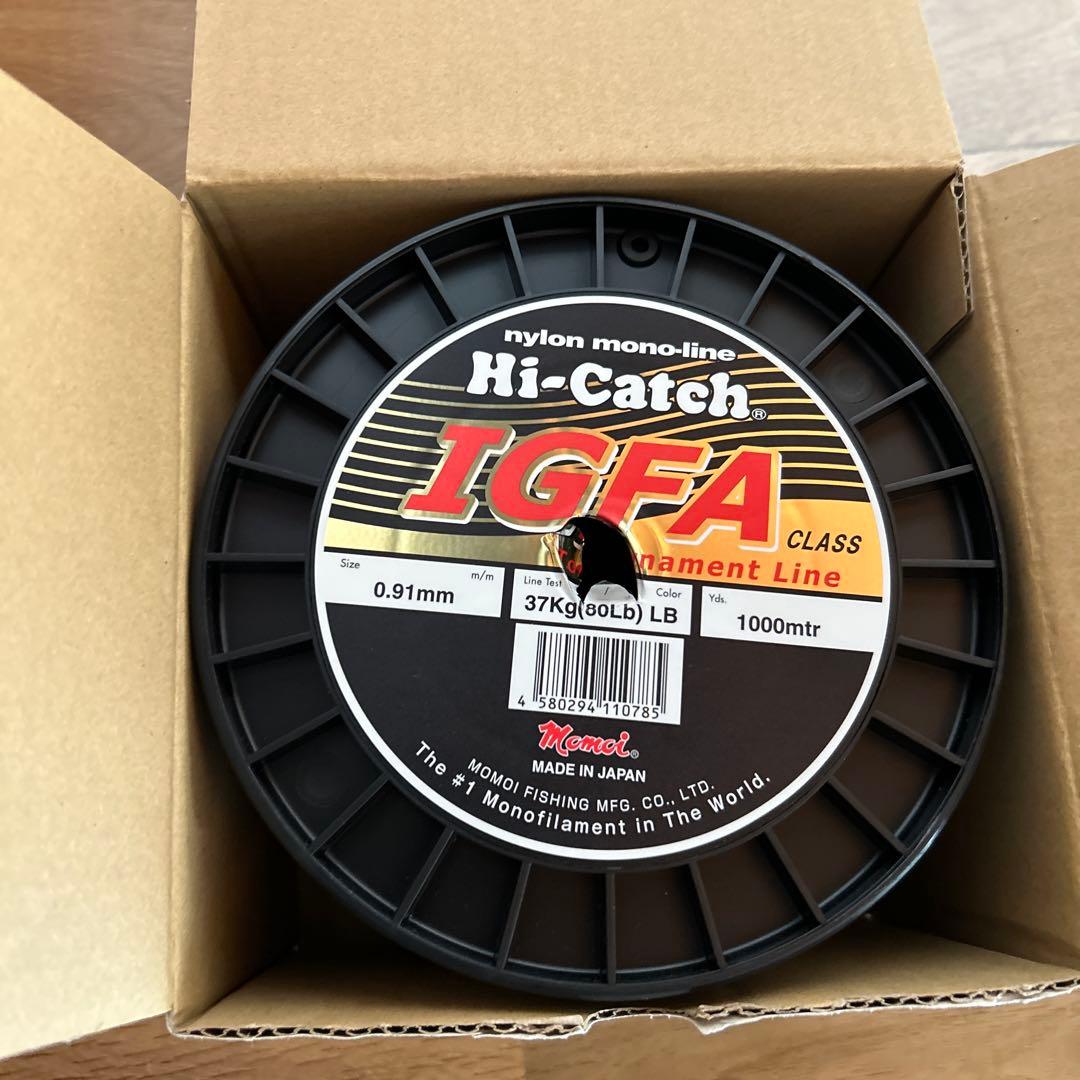 nylon mono-line
Hi-Catch®
IGFA
CLASS
nament Line
Size m/m
0.91mm
Line Test / Color
37Kg(80Lb) LB
Yds.
1000mtr
4 580294 110785
Momoi®
MADE IN JAPAN
MOMOI FISHING MFG. CO., LTD.
The #1 Monofilament in The World.